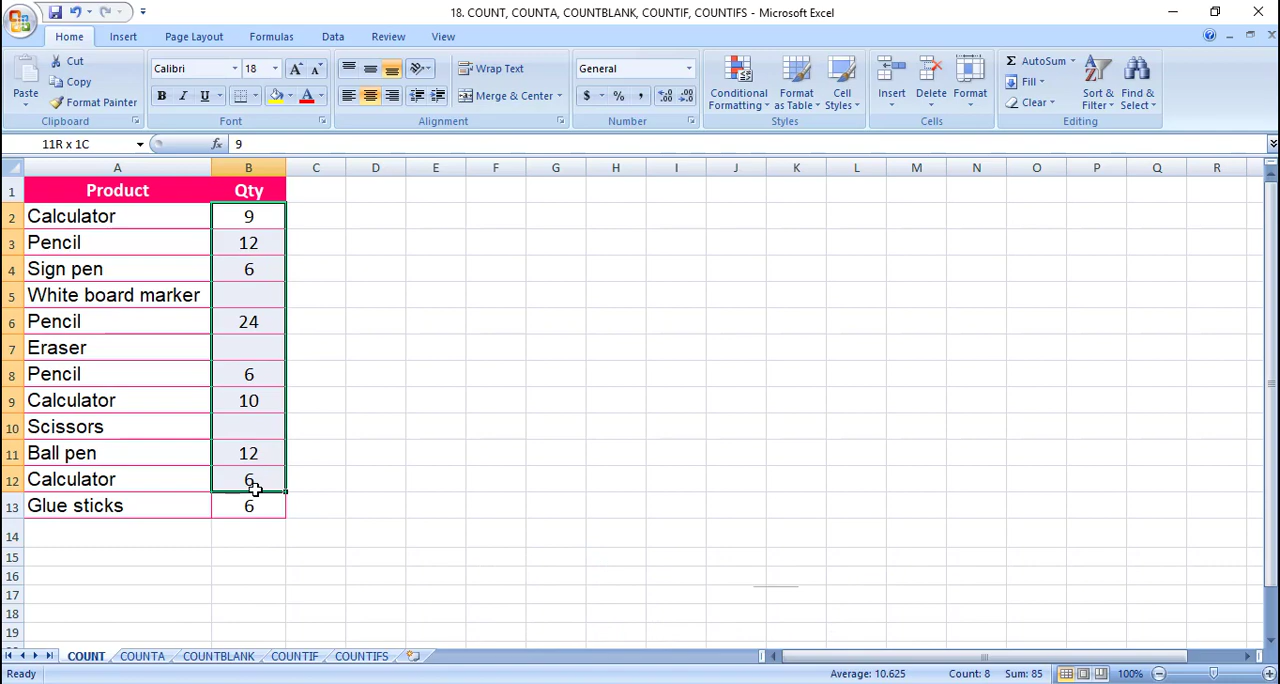 18. COUNT, COUNTA, COUNTBLANK, COUNTIF, COUNTIFS - Microsoft Excel
Home Insert Page Layout Formulas Data Review View
Paste Cut Copy Format Painter Clipboard
Calibri 18 A A B I U A Font
Wrap Text Merge & Center Alignment
General $ % , Number
Conditional Formatting Format as Table Cell Styles Styles
Insert Delete Format Cells
Σ AutoSum Fill Clear Sort & Filter Find & Select Editing
11R x 1C fx 9
A B C D E F G H I J K L M N O P Q R
1 Product Qty
2 Calculator 9
3 Pencil 12
4 Sign pen 6
5 White board marker
6 Pencil 24
7 Eraser
8 Pencil 6
9 Calculator 10
10 Scissors
11 Ball pen 12
12 Calculator 6
13 Glue sticks 6
14
15
16
17
18
19
COUNT COUNTA COUNTBLANK COUNTIF COUNTIFS
Ready Average: 10.625 Count: 8 Sum: 85 100%